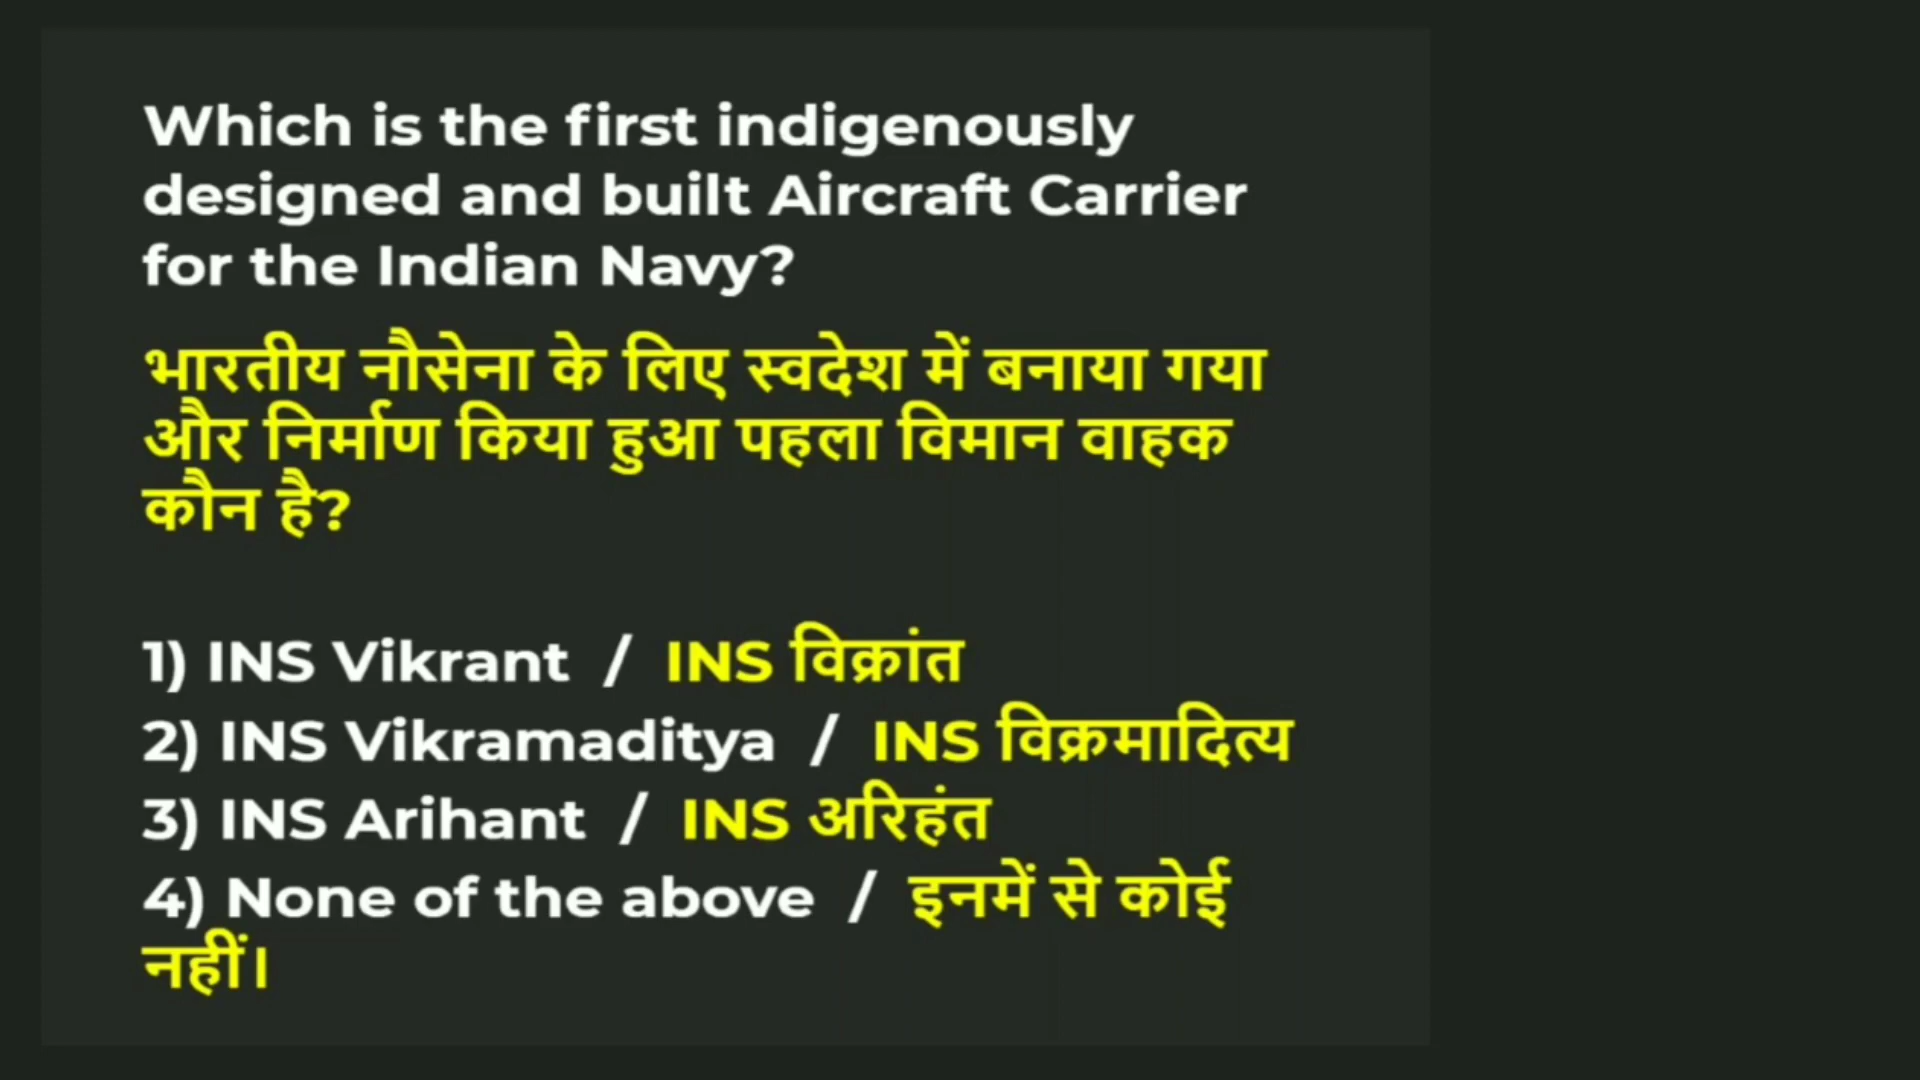 Which is the first indigenously
designed and built Aircraft Carrier
for the Indian Navy?
भारतीय नौसेना के लिए स्वदेश में बनाया गया
और निर्माण किया हुआ पहला विमान वाहक
कौन है?
1) INS Vikrant / INS विक्रांत
2) INS Vikramaditya / INS विक्रमादित्य
3) INS Arihant / INS अरिहंत
4) None of the above / इनमें से कोई
नहीं।